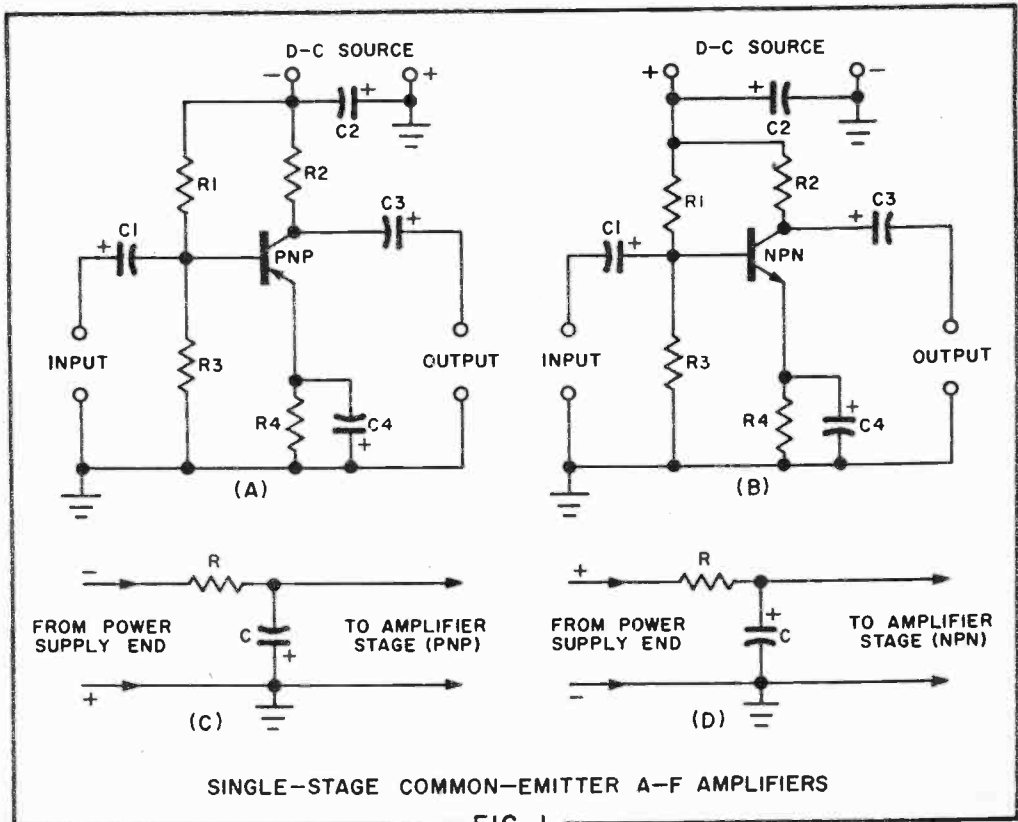 D-C SOURCE
- +
+
C2
R1
R2
C3
+
C1
+
PNP
INPUT
R3
OUTPUT
R4
C4
+
(A)
D-C SOURCE
+ -
+
C2
R2
R1
C3
+
C1
+
NPN
INPUT
R3
OUTPUT
R4
+
C4
(B)
R
-
FROM POWER
SUPPLY END
C
+
TO AMPLIFIER
STAGE (PNP)
+
(C)
R
+
FROM POWER
SUPPLY END
+
C
TO AMPLIFIER
STAGE (NPN)
-
(D)
SINGLE-STAGE COMMON-EMITTER A-F AMPLIFIERS
FIG. 1